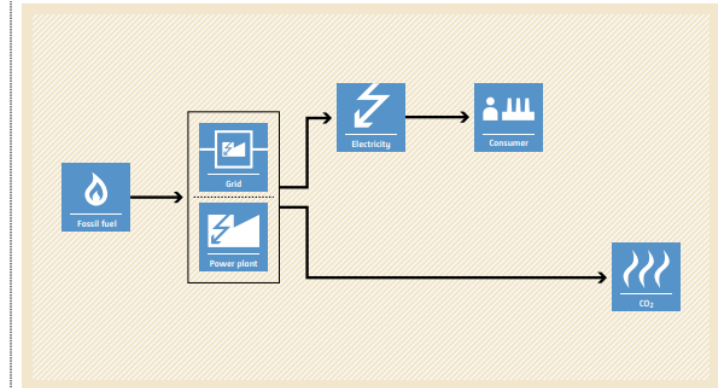 Electricity
Consumer
Grid
Fossil fuel
Power plant
CO₂